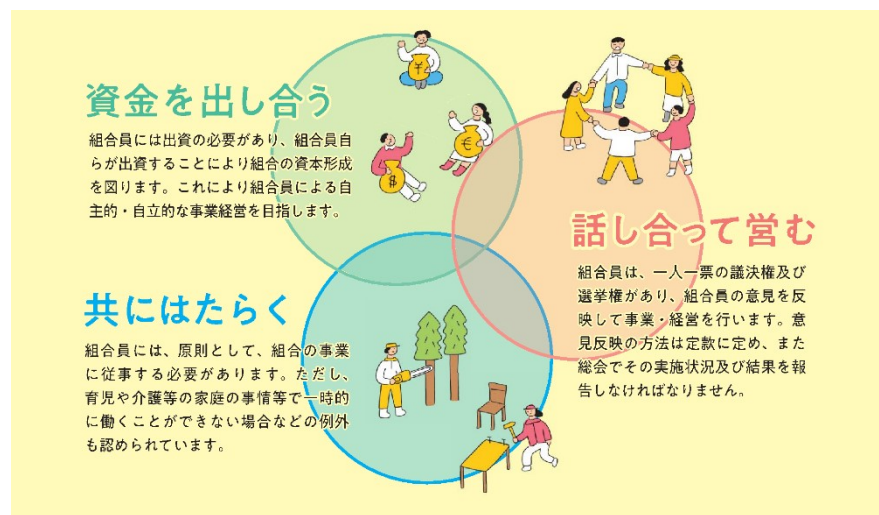 資金を出し合う
組合員には出資の必要があり、組合員自
らが出資することにより組合の資本形成
を図ります。これにより組合員による自
主的・自立的な事業経営を目指します。
話し合って営む
組合員は、一人一票の議決権及び
選挙権があり、組合員の意見を反
映して事業・経営を行います。意
見反映の方法は定款に定め、また
総会でその実施状況及び結果を報
告しなければなりません。
共にはたらく
組合員には、原則として、組合の事業
に従事する必要があります。ただし、
育児や介護等の家庭の事情等で一時的
に働くことができない場合などの例外
も認められています。
¥
€
$